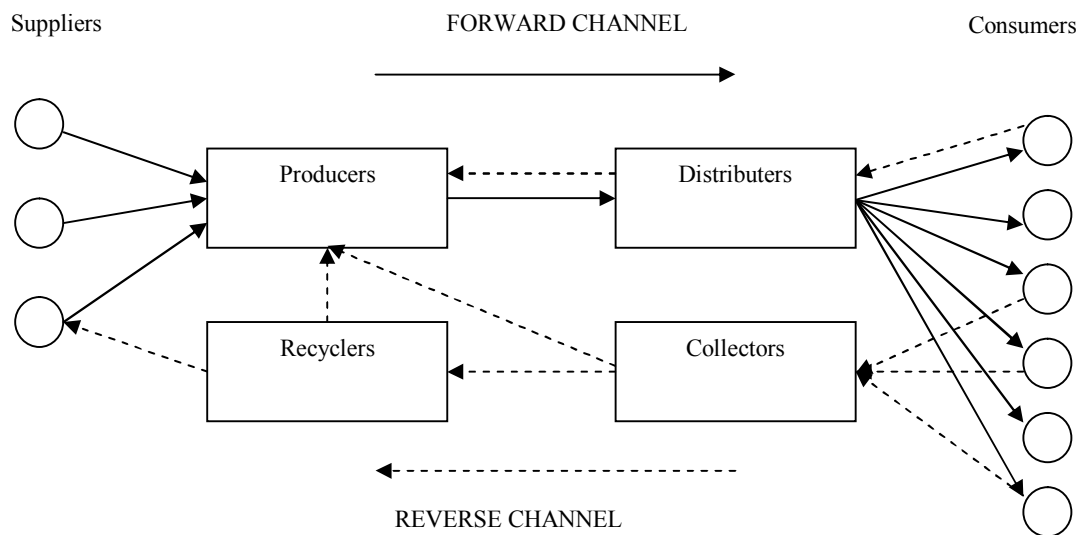 Suppliers
FORWARD CHANNEL
Consumers
Producers
Distributers
Recyclers
Collectors
REVERSE CHANNEL